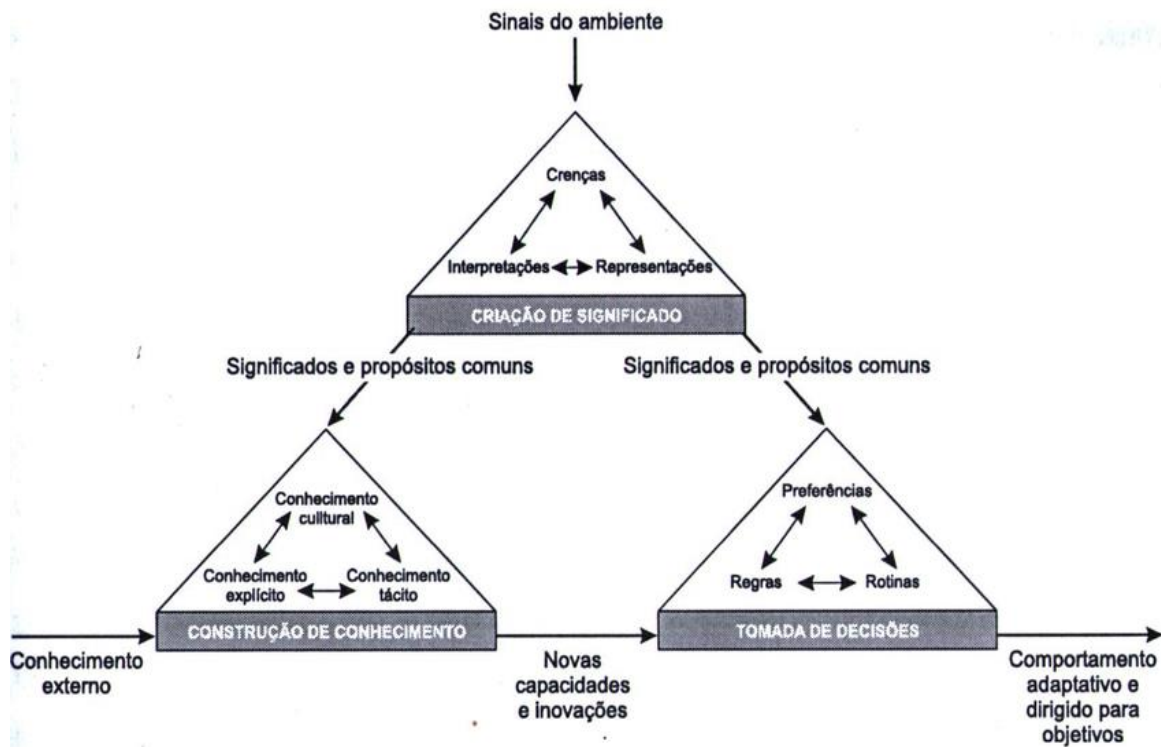 Sinais do ambiente
Crenças
Interpretações
Representações
CRIAÇÃO DE SIGNIFICADO
Significados e propósitos comuns
Significados e propósitos comuns
Conhecimento
cultural
Conhecimento
explícito
Conhecimento
tácito
CONSTRUÇÃO DE CONHECIMENTO
Preferências
Regras
Rotinas
TOMADA DE DECISÕES
Conhecimento
externo
Novas
capacidades
e inovações
Comportamento
adaptativo e
dirigido para
objetivos